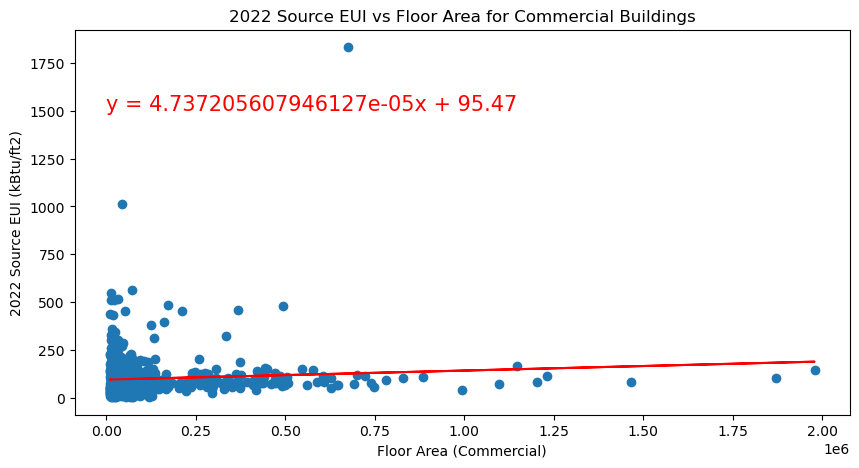 2022 Source EUI vs Floor Area for Commercial Buildings
1750
y = 4.737205607946127e-05x + 95.47
1500
1250
1000
750
500
250
0
2022 Source EUI (kBtu/ft2)
0.00 0.25 0.50 0.75 1.00 1.25 1.50 1.75 2.00
1e6
Floor Area (Commercial)